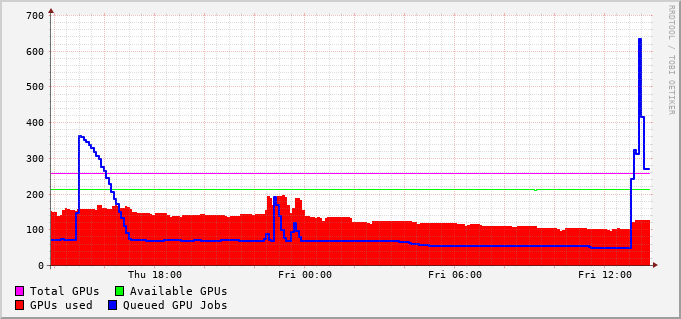 700
600
500
400
300
200
100
0
Thu 18:00 Fri 00:00 Fri 06:00 Fri 12:00
Total GPUs Available GPUs
GPUs used Queued GPU Jobs
RRDTOOL / TOBI OETIKER